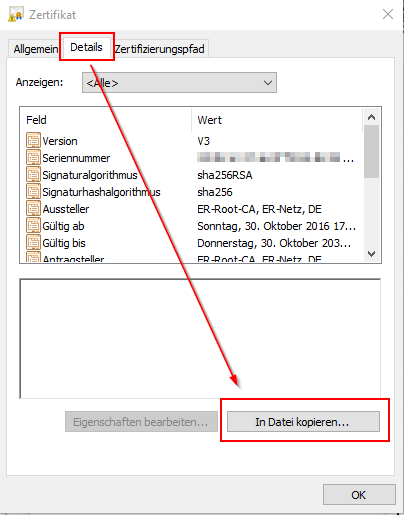 Zertifikat
Allgemein Details Zertifizierungspfad
Anzeigen: <Alle>
Feld Wert
Version V3
Seriennummer ...
Signaturalgorithmus sha256RSA
Signaturhashalgorithmus sha256
Aussteller ER-Root-CA, ER-Netz, DE
Gültig ab Sonntag, 30. Oktober 2016 17...
Gültig bis Donnerstag, 30. Oktober 203...
Antragsteller ER-Root-CA, ER-Netz, DE
Eigenschaften bearbeiten...
In Datei kopieren...
OK